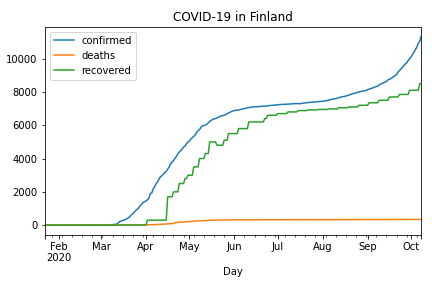 COVID-19 in Finland
confirmed
deaths
recovered
10000
8000
6000
4000
2000
0
Feb Mar Apr May Jun Jul Aug Sep Oct
2020
Day